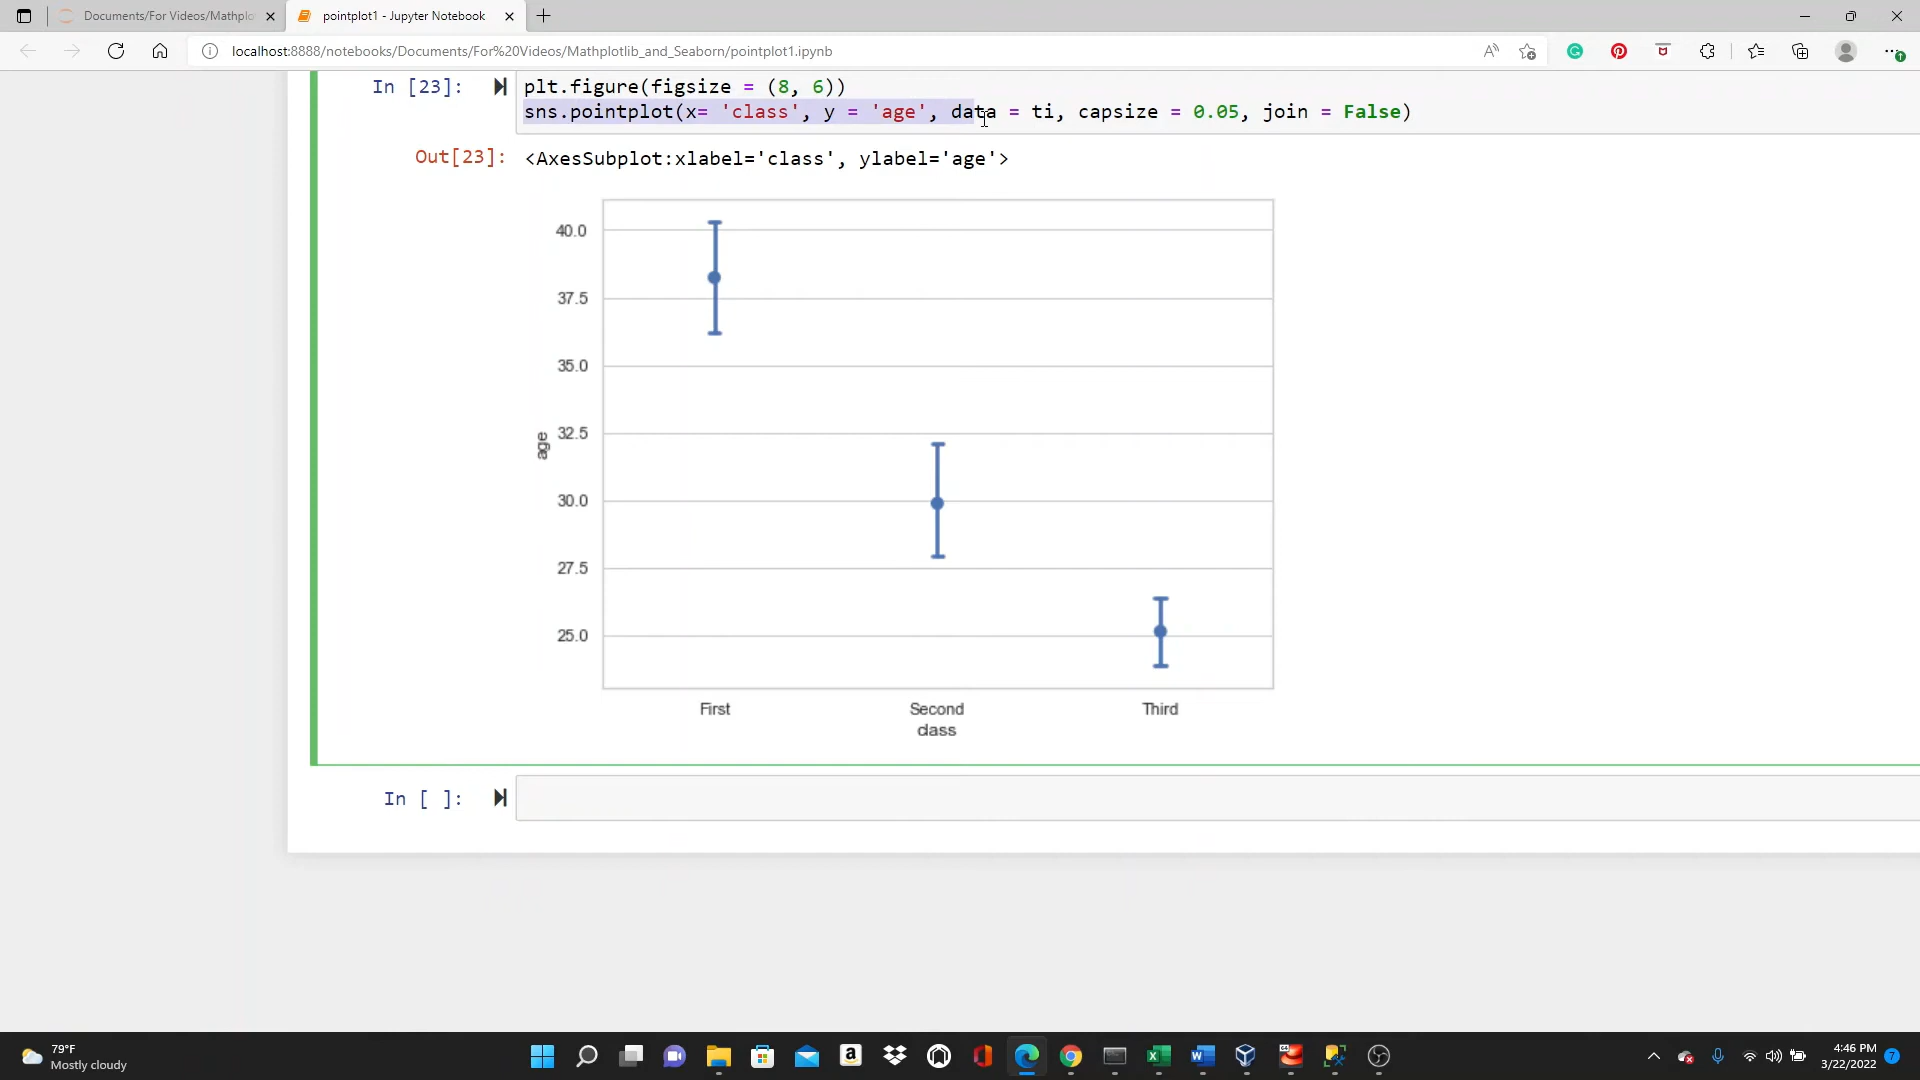 Documents/For Videos/Mathplo
pointplot1 - Jupyter Notebook
localhost:8888/notebooks/Documents/For%20Videos/Mathplotlib_and_Seaborn/pointplot1.ipynb
In [23]:
plt.figure(figsize = (8, 6))
sns.pointplot(x= 'class', y = 'age', data = ti, capsize = 0.05, join = False)
Out[23]:
<AxesSubplot:xlabel='class', ylabel='age'>
40.0
37.5
35.0
32.5
30.0
27.5
25.0
age
First
Second
Third
class
In [ ]:
79°F
Mostly cloudy
4:46 PM
3/22/2022
7